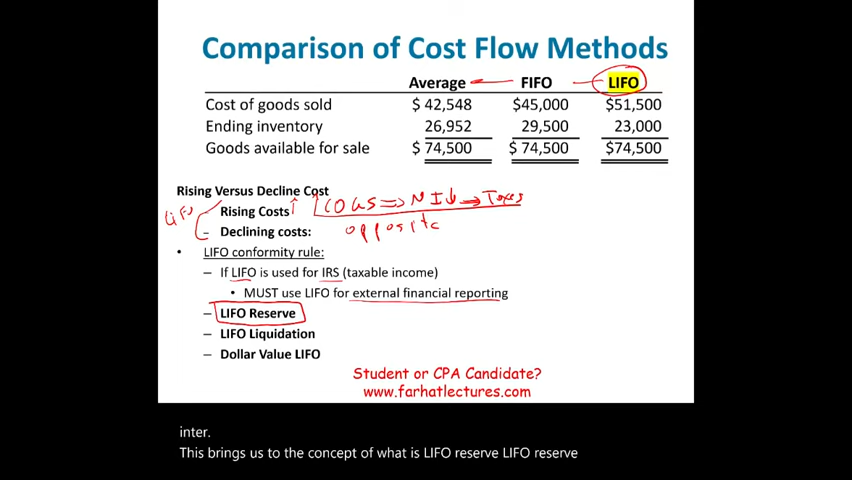 Comparison of Cost Flow Methods
Average FIFO LIFO
Cost of goods sold $ 42,548 $45,000 $51,500
Ending inventory 26,952 29,500 23,000
Goods available for sale $ 74,500 $ 74,500 $74,500
Rising Versus Decline Cost
LIFO
Rising Costs ↑ ↑ COGS => NI↓ → Taxes
– Declining costs: opposite
• LIFO conformity rule:
– If LIFO is used for IRS (taxable income)
• MUST use LIFO for external financial reporting
– LIFO Reserve
– LIFO Liquidation
– Dollar Value LIFO
Student or CPA Candidate?
www.farhatlectures.com
inter.
This brings us to the concept of what is LIFO reserve LIFO reserve